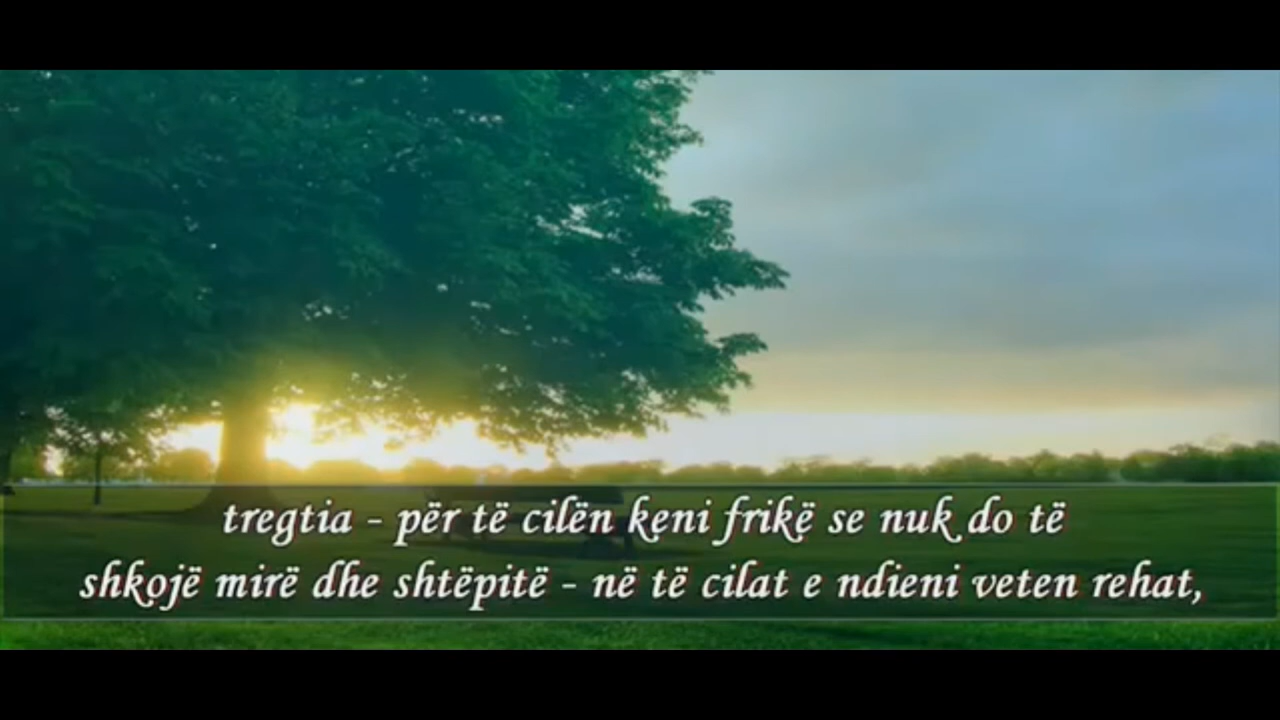 tregtia - për të cilën keni frikë se nuk do të
shkojë mirë dhe shtëpitë - në të cilat e ndieni veten rehat,